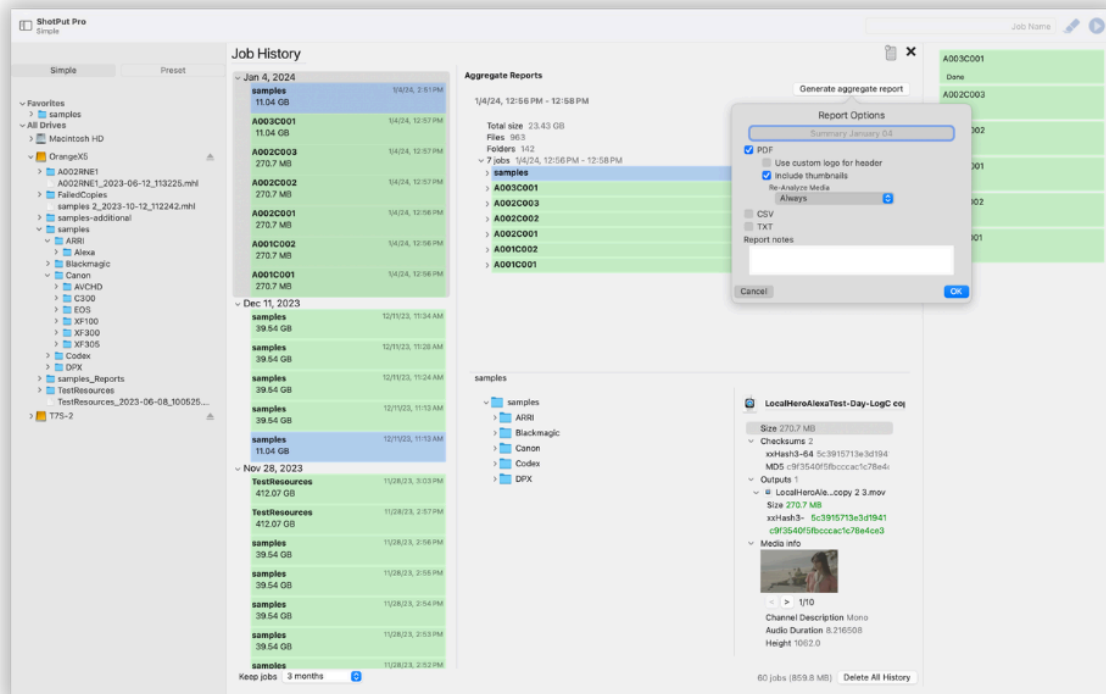 ShotPut Pro
Simple
Job Name
Simple
Preset
Favorites
samples
All Drives
Macintosh HD
OrangeX5
A002RNE1
A002RNE1_2023-06-12_113225.mhl
FailedCopies
samples 2_2023-10-12_112242.mhl
samples-additional
samples
ARRI
Alexa
Blackmagic
Canon
AVCHD
C300
EOS
XF100
XF300
XF305
Codex
DPX
samples_Reports
TestResources
TestResources_2023-06-08_100525....
T7S-2
Job History
Jan 4, 2024
samples 1/4/24, 2:51 PM
11.04 GB
A003C001 1/4/24, 12:57 PM
11.04 GB
A002C003 1/4/24, 12:57 PM
270.7 MB
A002C002 1/4/24, 12:57 PM
270.7 MB
A002C001 1/4/24, 12:56 PM
270.7 MB
A001C002 1/4/24, 12:56 PM
270.7 MB
A001C001 1/4/24, 12:56 PM
270.7 MB
Dec 11, 2023
samples 12/11/23, 11:34 AM
39.54 GB
samples 12/11/23, 11:28 AM
39.54 GB
samples 12/11/23, 11:24 AM
39.54 GB
samples 12/11/23, 11:13 AM
39.54 GB
samples 12/11/23, 11:13 AM
11.04 GB
Nov 28, 2023
TestResources 11/28/23, 3:03 PM
412.07 GB
TestResources 11/28/23, 2:57 PM
412.07 GB
samples 11/28/23, 2:56 PM
39.54 GB
samples 11/28/23, 2:55 PM
39.54 GB
samples 11/28/23, 2:54 PM
39.54 GB
samples 11/28/23, 2:53 PM
39.54 GB
samples 11/28/23, 2:52 PM
Keep jobs 3 months
Aggregate Reports
Generate aggregate report
1/4/24, 12:56 PM - 12:58 PM
Total size 23.43 GB
Files 963
Folders 142
7 jobs 1/4/24, 12:56 PM - 12:58 PM
samples
A003C001
A002C003
A002C002
A002C001
A001C002
A001C001
Report Options
Summary January 04
PDF
Use custom logo for header
Include thumbnails
Re-Analyze Media
Always
CSV
TXT
Report notes
Cancel
OK
samples
samples
ARRI
Blackmagic
Canon
Codex
DPX
LocalHeroAlexaTest-Day-LogC cop
Size 270.7 MB
Checksums 2
xxHash3-64 5c3915713e3d194
MD5 c9f3540f5fbcccac1c78e4
Outputs 1
LocalHeroAle...copy 2 3.mov
Size 270.7 MB
xxHash3- 5c3915713e3d1941
c9f3540f5fbcccac1c78e4ce3
Media info
< > 1/10
Channel Description Mono
Audio Duration 8.216508
Height 1062.0
60 jobs (859.8 MB)
Delete All History
A003C001
Done
A002C003
002
001
002
001